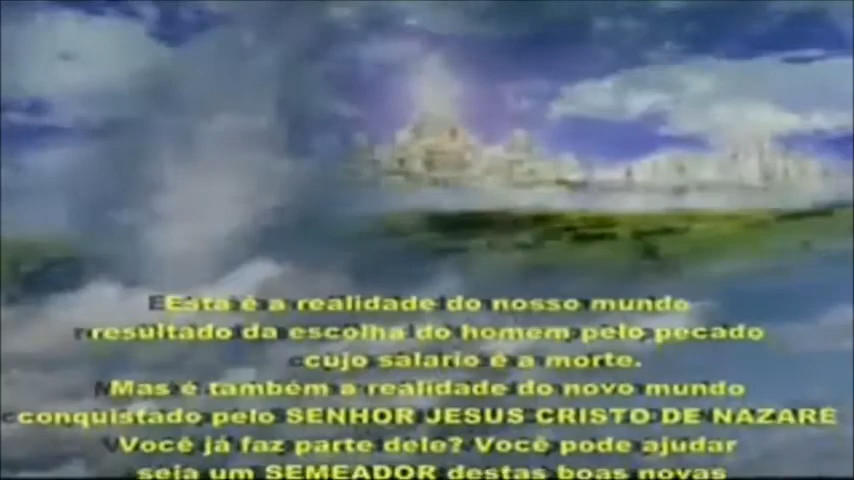 Esta é a realidade do nosso mundo
resultado da escolha do homem pelo pecado
cujo salario é a morte.
Mas é também a realidade do novo mundo
conquistado pelo SENHOR JESUS CRISTO DE NAZARÉ
Você já faz parte dele? Você pode ajudar
seja um SEMEADOR destas boas novas